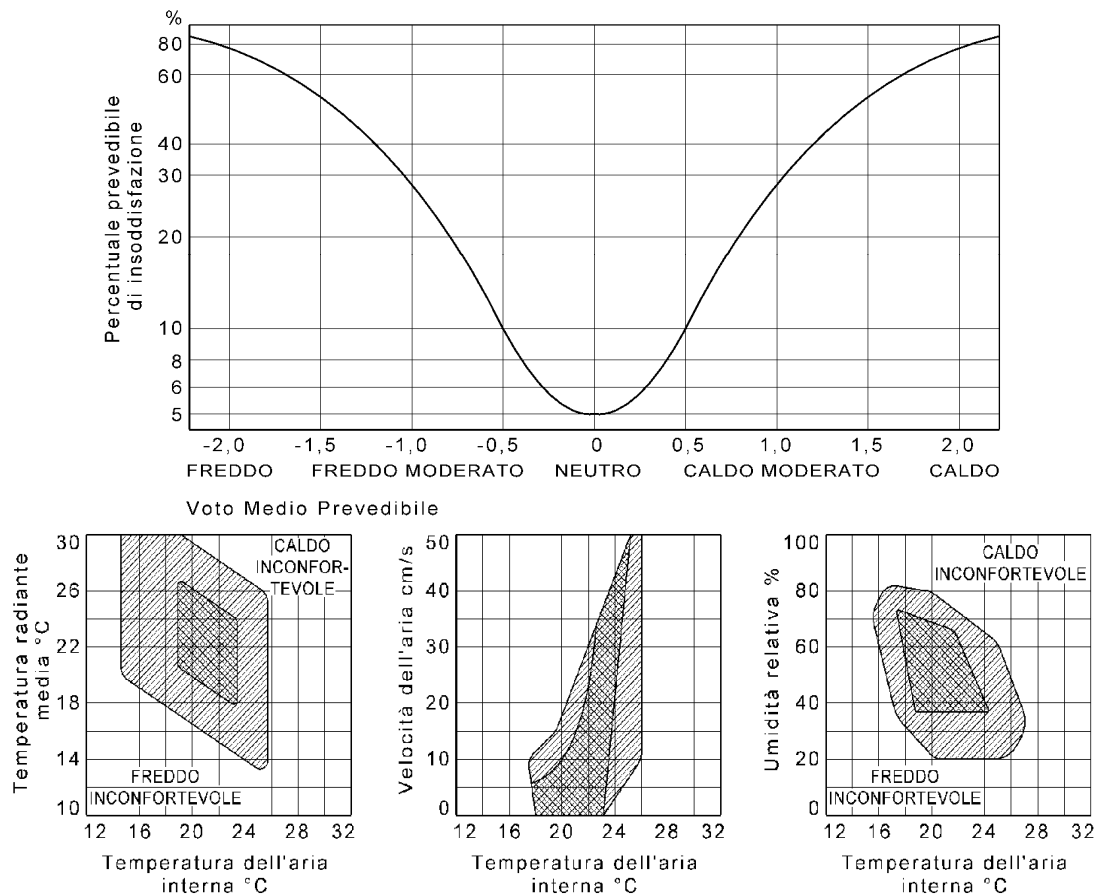 %
80
60
40
30
20
10
8
6
5
Percentuale prevedibile
di insoddisfazione
-2,0 -1,5 -1,0 -0,5 0 0,5 1,0 1,5 2,0
FREDDO FREDDO MODERATO NEUTRO CALDO MODERATO CALDO
Voto Medio Prevedibile
Temperatura radiante
media °C
30
26
22
18
14
10
CALDO
INCONFOR-
TEVOLE
FREDDO
INCONFORTEVOLE
12 16 20 24 28 32
Temperatura dell'aria
interna °C
Velocità dell'aria cm/s
50
40
30
20
10
0
12 16 20 24 28 32
Temperatura dell'aria
interna °C
Umidità relativa %
100
80
60
40
20
0
CALDO
INCONFORTEVOLE
FREDDO
INCONFORTEVOLE
12 16 20 24 28 32
Temperatura dell'aria
interna °C